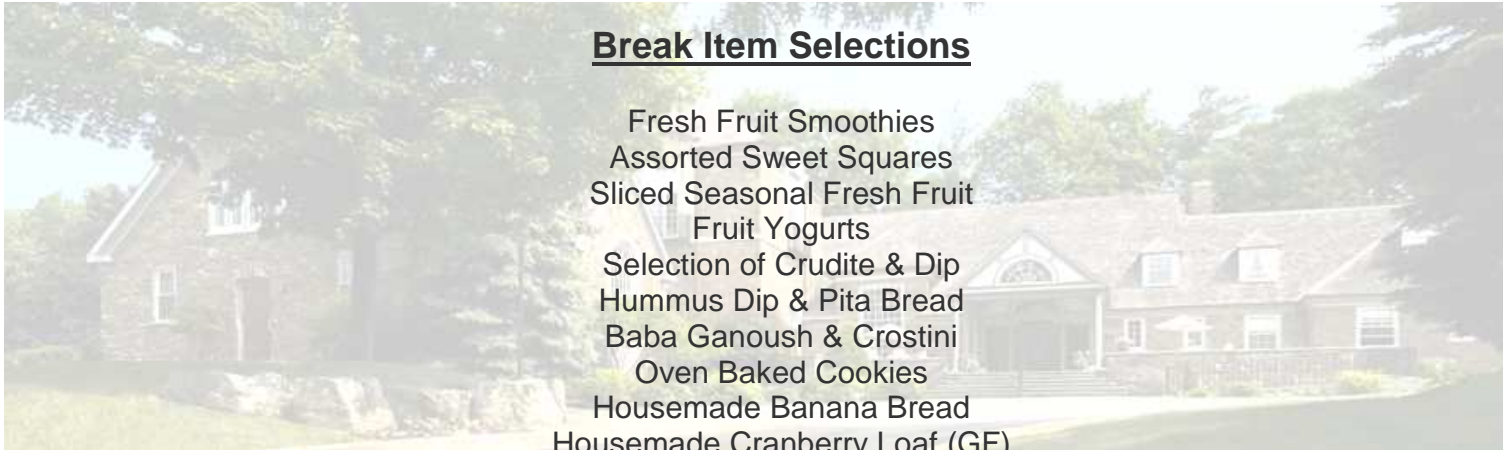 Break Item Selections
Fresh Fruit Smoothies
Assorted Sweet Squares
Sliced Seasonal Fresh Fruit
Fruit Yogurts
Selection of Crudite & Dip
Hummus Dip & Pita Bread
Baba Ganoush & Crostini
Oven Baked Cookies
Housemade Banana Bread
Housemade Cranberry Loaf (GF)